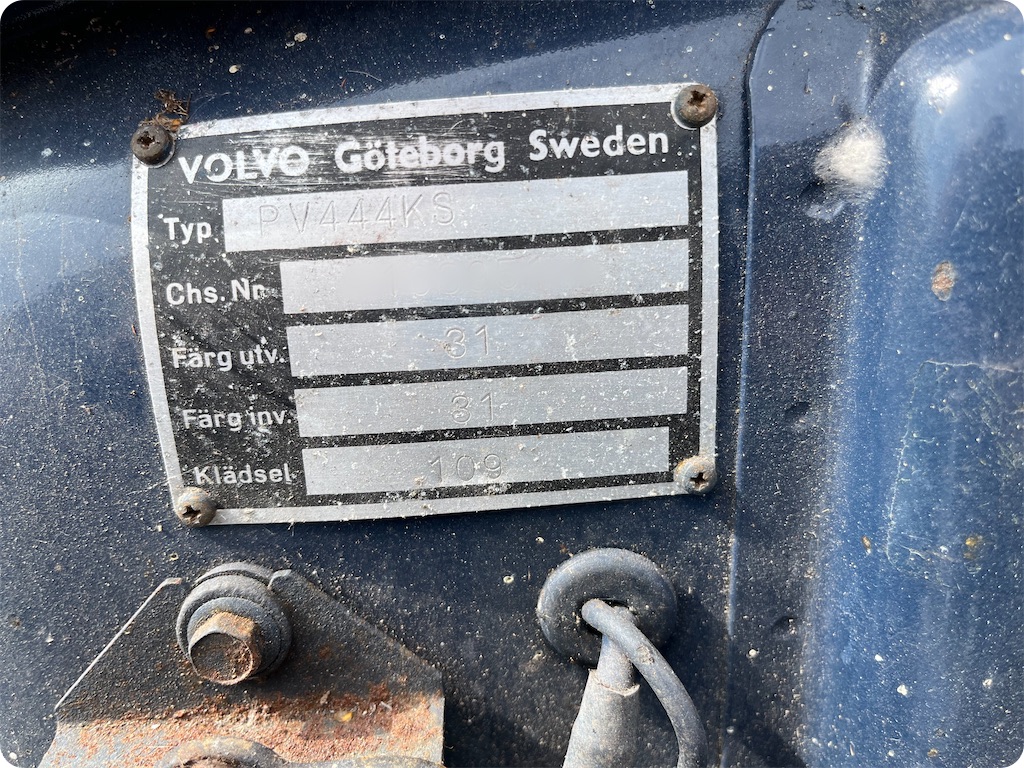 VOLVO Göteborg Sweden
Typ. PV444KS
Chs. Nr.
Färg utv. 31
Färg inv. 31
Klädsel 109